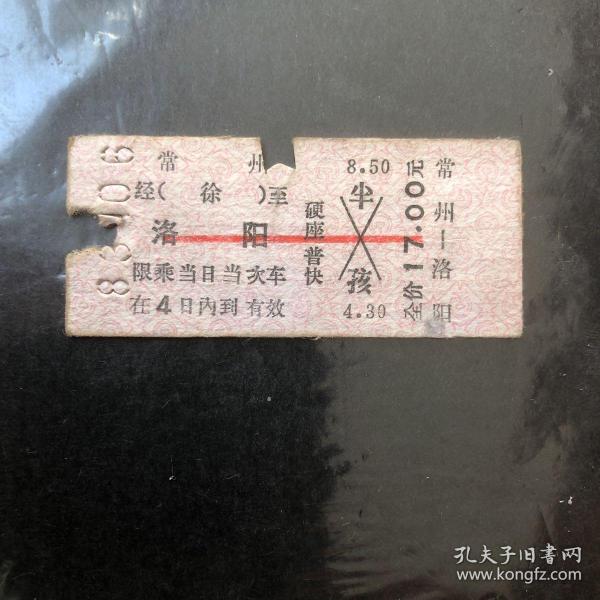 常 州
经( 徐 )至
洛 阳
限乘当日当次车
在4日内到有效
硬座普快
8.50
半
孩
4.30
全价17.00元
常州—洛阳
孔夫子旧书网
www.kongfz.com